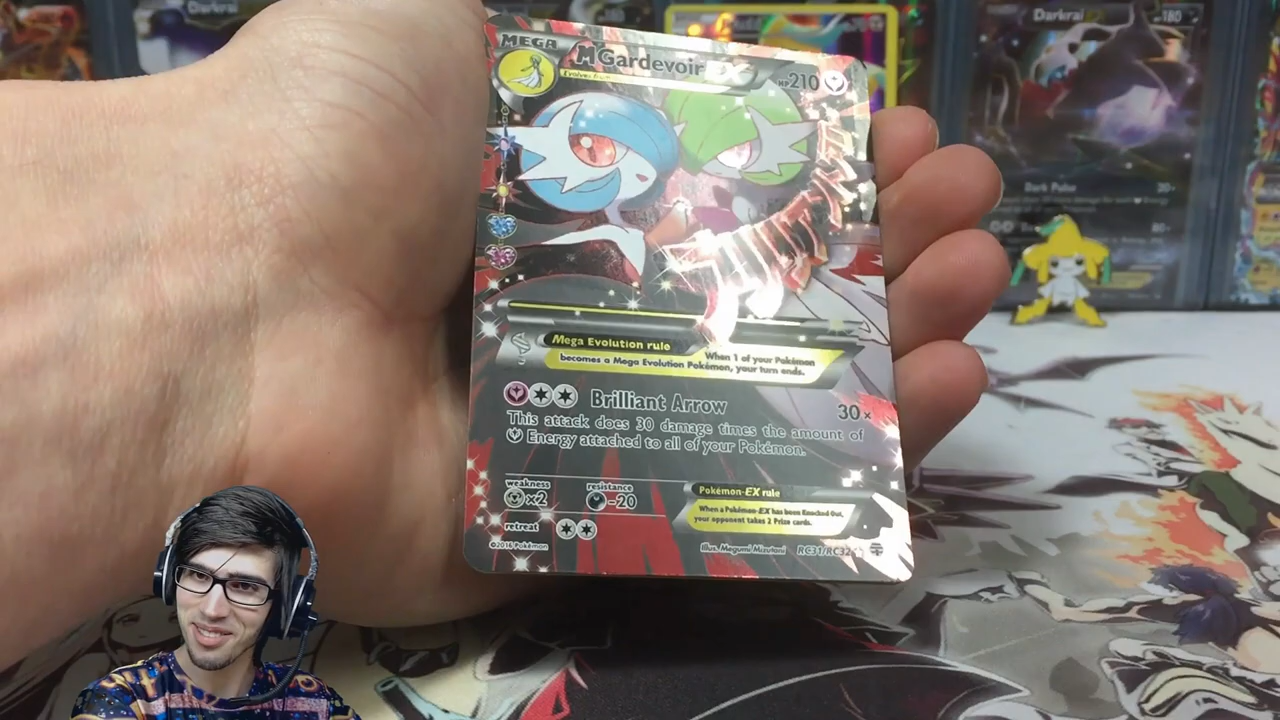 Darkrai
MEGA
M Gardevoir EX
HP210
Darkrai
180
Mega Evolution rule
When 1 of your Pokémon
becomes a Mega Evolution Pokémon, your turn ends.
Brilliant Arrow
30×
This attack does 30 damage times the amount of
Energy attached to all of your Pokémon.
weakness
×2
resistance
-20
retreat
Pokémon-EX rule
When a Pokémon-EX has been Knocked Out,
your opponent takes 2 Prize cards.
©2016 Pokémon
Illus. Megumi Mizutani
RC31/RC32
Dark Pulse
20+
80